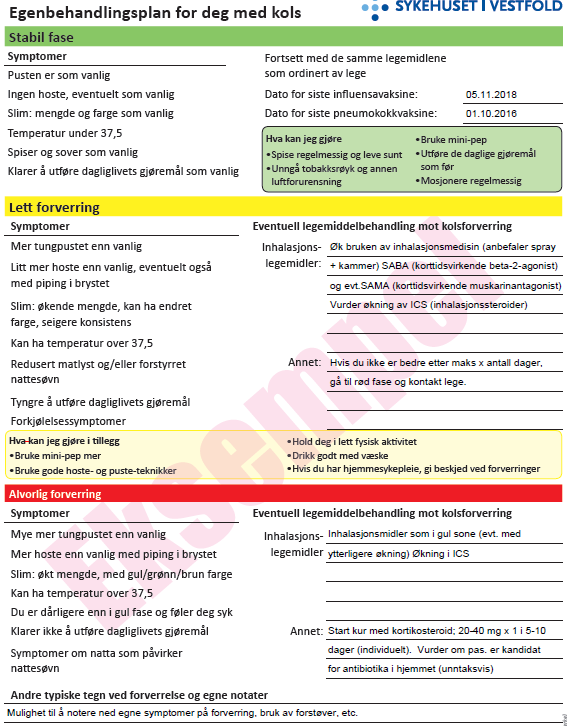 Egenbehandlingsplan for deg med kols
SYKEHUSET I VESTFOLD
Stabil fase
Symptomer
Pusten er som vanlig
Ingen hoste, eventuelt som vanlig
Slim: mengde og farge som vanlig
Temperatur under 37,5
Spiser og sover som vanlig
Klarer å utføre dagliglivets gjøremål som vanlig
Fortsett med de samme legemidlene
som ordinert av lege
Dato for siste influensavaksine: 05.11.2018
Dato for siste pneumokokkvaksine: 01.10.2016
Hva kan jeg gjøre
•Spise regelmessig og leve sunt
•Unngå tobakksrøyk og annen
luftforurensning
•Bruke mini-pep
•Utføre de daglige gjøremål
som før
•Mosjonere regelmessig
Lett forverring
Symptomer
Mer tungpustet enn vanlig
Litt mer hoste enn vanlig, eventuelt også
med piping i brystet
Slim: økende mengde, kan ha endret
farge, seigere konsistens
Kan ha temperatur over 37,5
Redusert matlyst og/eller forstyrret
nattesøvn
Tyngre å utføre dagliglivets gjøremål
Forkjølelsessymptomer
Eventuell legemiddelbehandling mot kolsforverring
Inhalasjons-
legemidler:
Øk bruken av inhalasjonsmedisin (anbefaler spray
+ kammer) SABA (korttidsvirkende beta-2-agonist)
og evt.SAMA (korttidsvirkende muskarinantagonist)
Vurder økning av ICS (inhalasjonssteroider)
Annet: Hvis du ikke er bedre etter maks x antall dager,
gå til rød fase og kontakt lege.
Hva kan jeg gjøre i tillegg
•Bruke mini-pep mer
•Bruke gode hoste- og puste-teknikker
•Hold deg i lett fysisk aktivitet
•Drikk godt med væske
•Hvis du har hjemmesykepleie, gi beskjed ved forverringer
Alvorlig forverring
Symptomer
Mye mer tungpustet enn vanlig
Mer hoste enn vanlig med piping i brystet
Slim: økt mengde, med gul/grønn/brun farge
Kan ha temperatur over 37,5
Du er dårligere enn i gul fase og føler deg syk
Klarer ikke å utføre dagliglivets gjøremål
Symptomer om natta som påvirker
nattesøvn
Eventuell legemiddelbehandling mot kolsforverring
Inhalasjons-
legemidler
Inhalasjonsmidler som i gul sone (evt. med
ytterligere økning) Økning i ICS
Annet: Start kur med kortikosteroid; 20-40 mg x 1 i 5-10
dager (individuelt). Vurder om pas. er kandidat
for antibiotika i hjemmet (unntaksvis)
Andre typiske tegn ved forverrelse og egne notater
Mulighet til å notere ned egne symptomer på forverring, bruk av forstøver, etc.
Eksempel